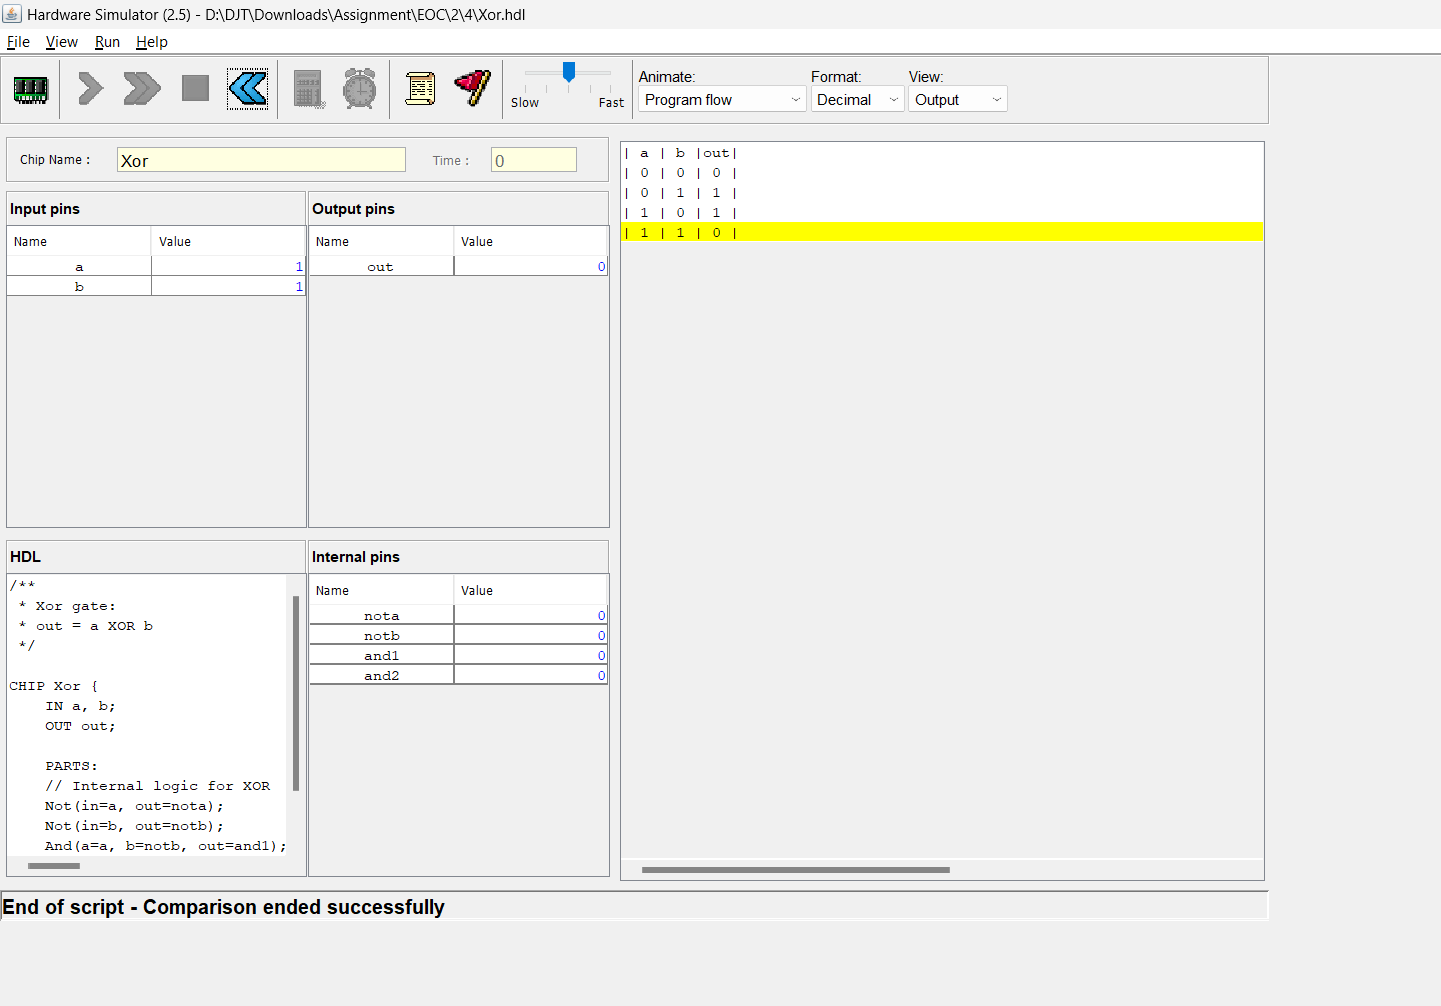 Hardware Simulator (2.5) - D:\DJT\Downloads\Assignment\EOC\2\4\Xor.hdl
File View Run Help
Slow Fast
Animate: Format: View:
Program flow Decimal Output
Chip Name : Xor Time : 0
Input pins
Name Value
a 1
b 1
Output pins
Name Value
out 0
HDL
/**
* Xor gate:
* out = a XOR b
*/
CHIP Xor {
IN a, b;
OUT out;
PARTS:
// Internal logic for XOR
Not(in=a, out=nota);
Not(in=b, out=notb);
And(a=a, b=notb, out=and1);
Internal pins
Name Value
nota 0
notb 0
and1 0
and2 0
| a | b |out|
| 0 | 0 | 0 |
| 0 | 1 | 1 |
| 1 | 0 | 1 |
| 1 | 1 | 0 |
End of script - Comparison ended successfully